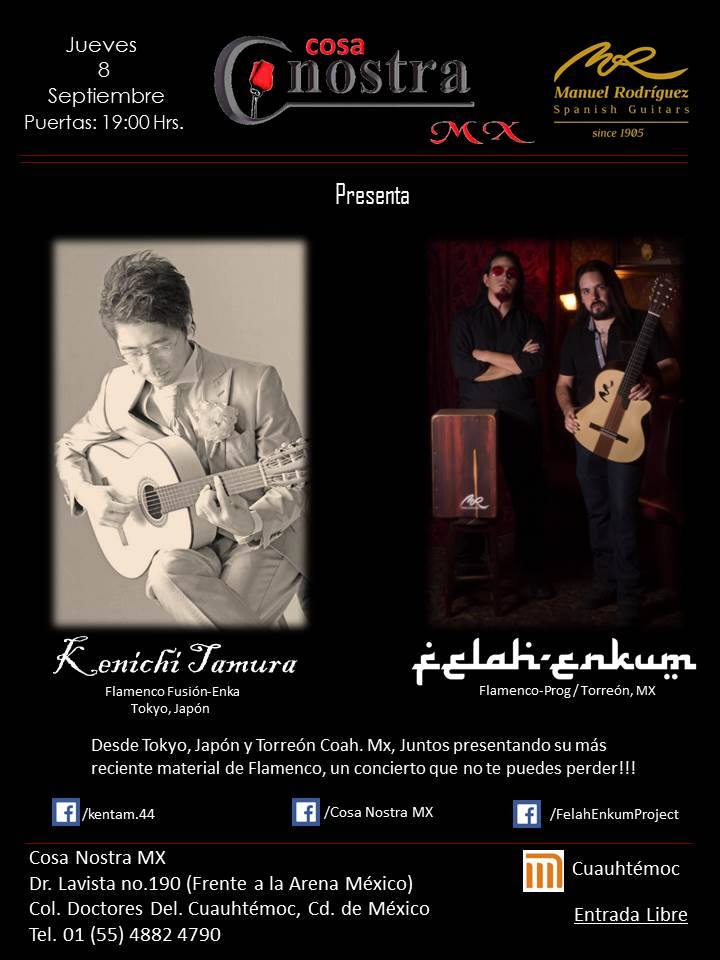 Jueves
8
Septiembre
Puertas: 19:00 Hrs.
cosa
nostra
MX
MR
Manuel Rodríguez
Spanish Guitars
since 1905
Presenta
MR
Kenichi Tamura
Flamenco Fusión-Enka
Tokyo, Japón
Felah-Enkum
Flamenco-Prog / Torreón, MX
Desde Tokyo, Japón y Torreón Coah. Mx, Juntos presentando su más
reciente material de Flamenco, un concierto que no te puedes perder!!!
/kentam.44
/Cosa Nostra MX
/FelahEnkumProject
Cosa Nostra MX
Dr. Lavista no.190 (Frente a la Arena México)
Col. Doctores Del. Cuauhtémoc, Cd. de México
Tel. 01 (55) 4882 4790
Cuauhtémoc
Entrada Libre